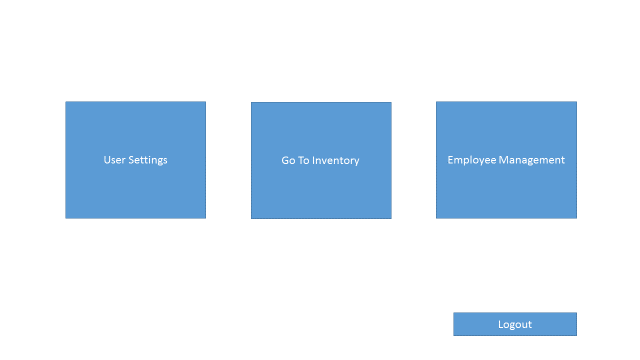 User Settings
Go To Inventory
Employee Management
Logout